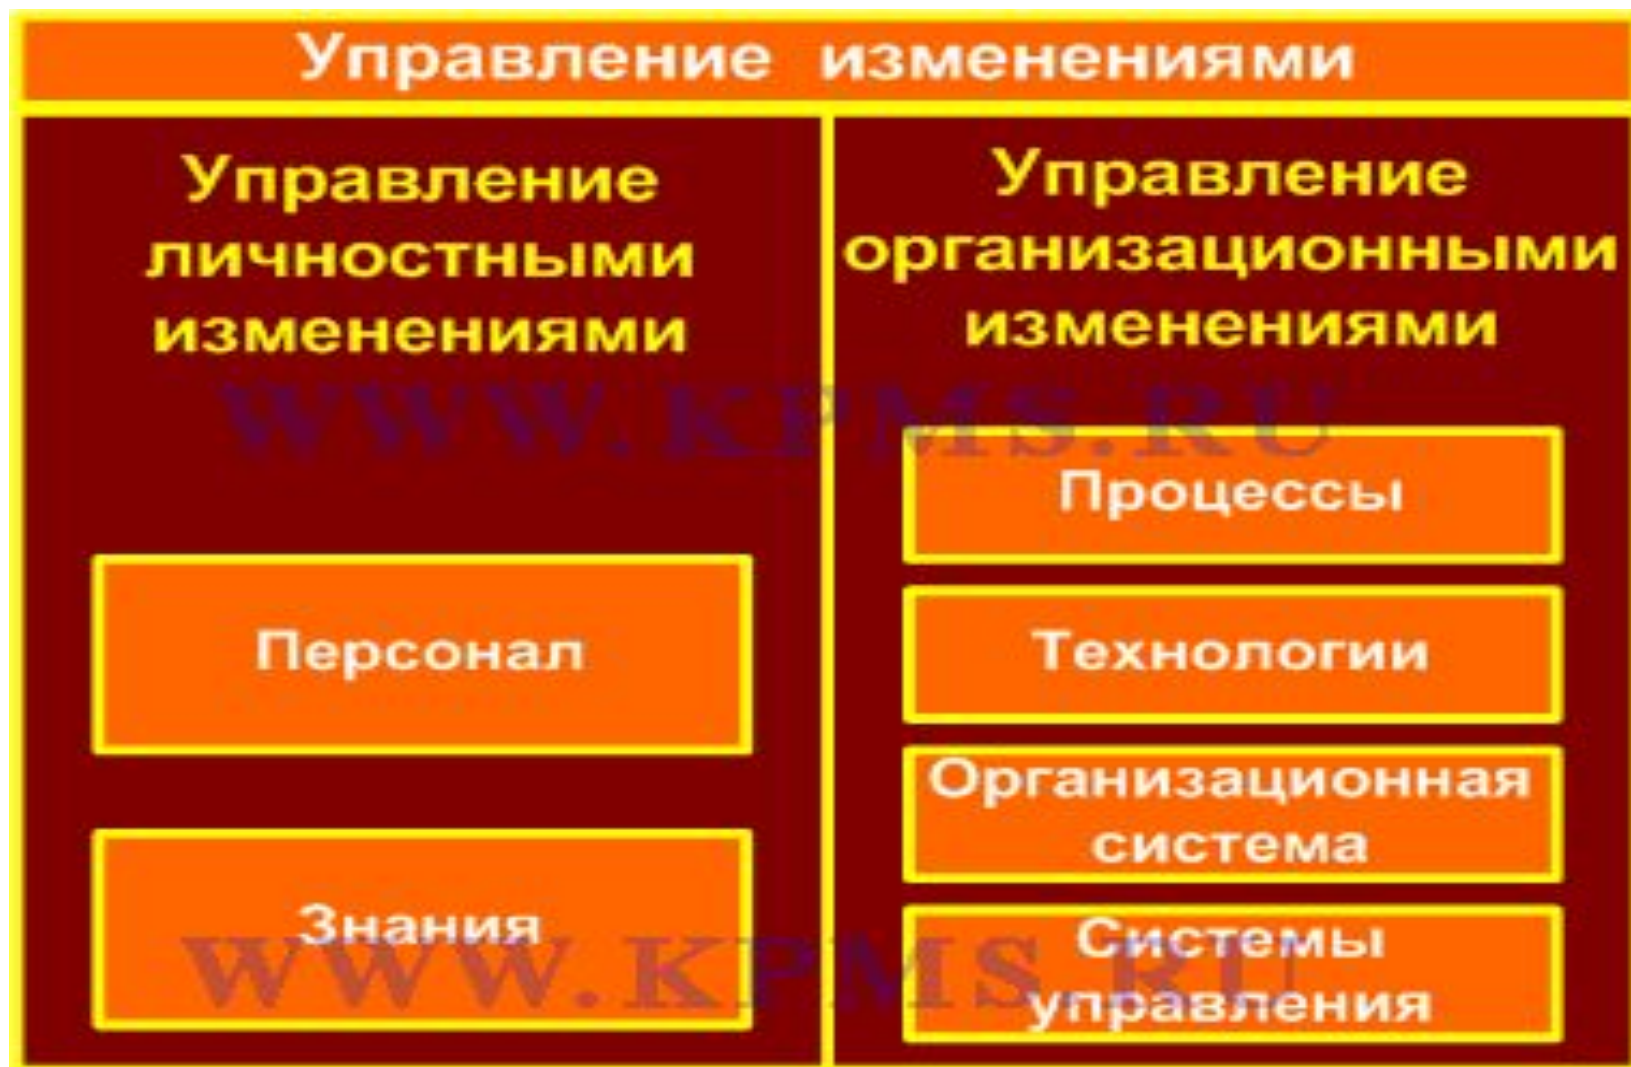 Управление изменениями
Управление
личностными
изменениями
Персонал
Знания
Управление
организационными
изменениями
Процессы
Технологии
Организационная
система
Системы
управления
WWW.KPMS.RU
WWW.KPMS.RU